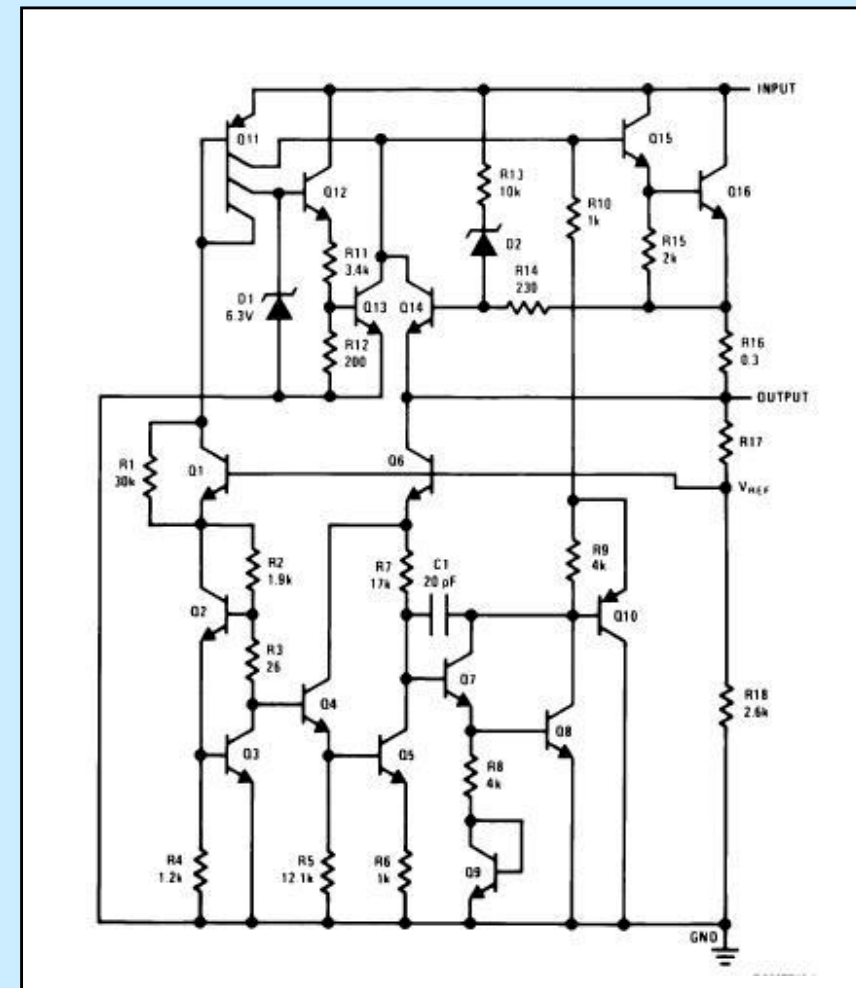 INPUT
Q11
Q15
Q12
R13
10k
Q16
R10
1k
R11
3.4k
D2
R15
2k
R14
230
D1
6.3V
Q13
Q14
R12
200
R16
0.3
OUTPUT
R17
R1
30k
Q1
Q6
VREF
R2
1.9k
R7
17k
C1
20 pF
R9
4k
Q2
Q10
R3
26
Q7
R18
2.6k
Q4
Q8
Q3
Q5
R8
4k
R4
1.2k
R5
12.1k
R6
1k
Q9
GND